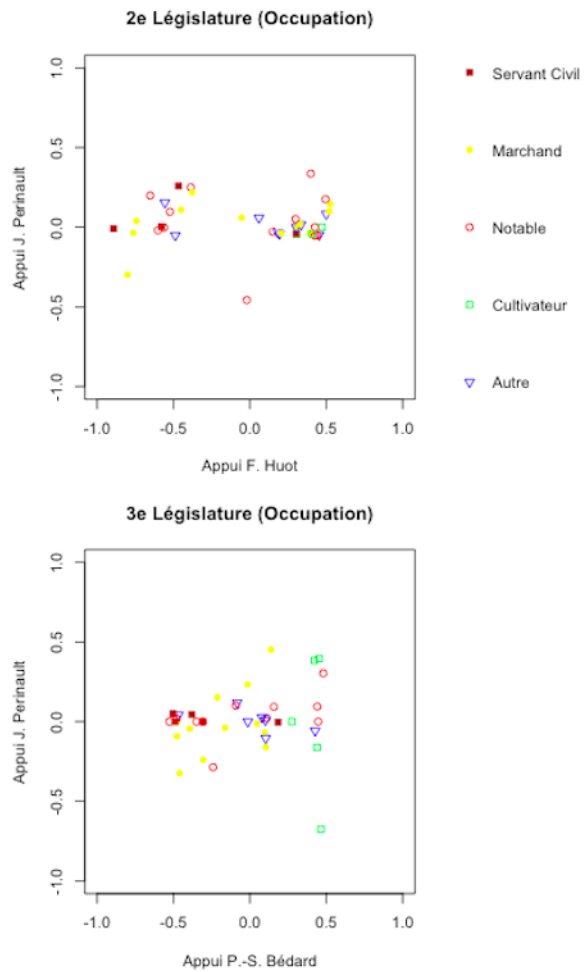 2e Législature (Occupation)
1.0
0.5
0.0
-0.5
-1.0
Appui J. Perinault
-1.0 -0.5 0.0 0.5 1.0
Appui F. Huot
Servant Civil
Marchand
Notable
Cultivateur
Autre
3e Législature (Occupation)
1.0
0.5
0.0
-0.5
-1.0
Appui J. Perinault
-1.0 -0.5 0.0 0.5 1.0
Appui P.-S. Bédard